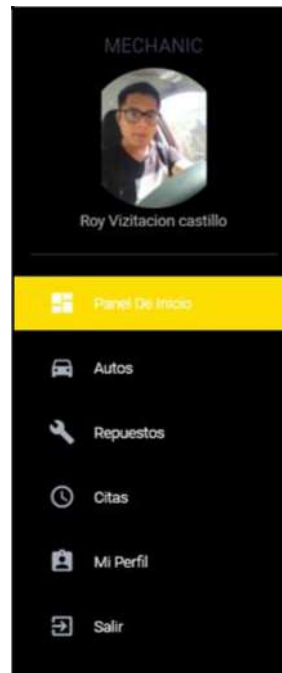 MECHANIC
Roy Vizitacion castillo
Panel De Inicio
Autos
Repuestos
Citas
Mi Perfil
Salir